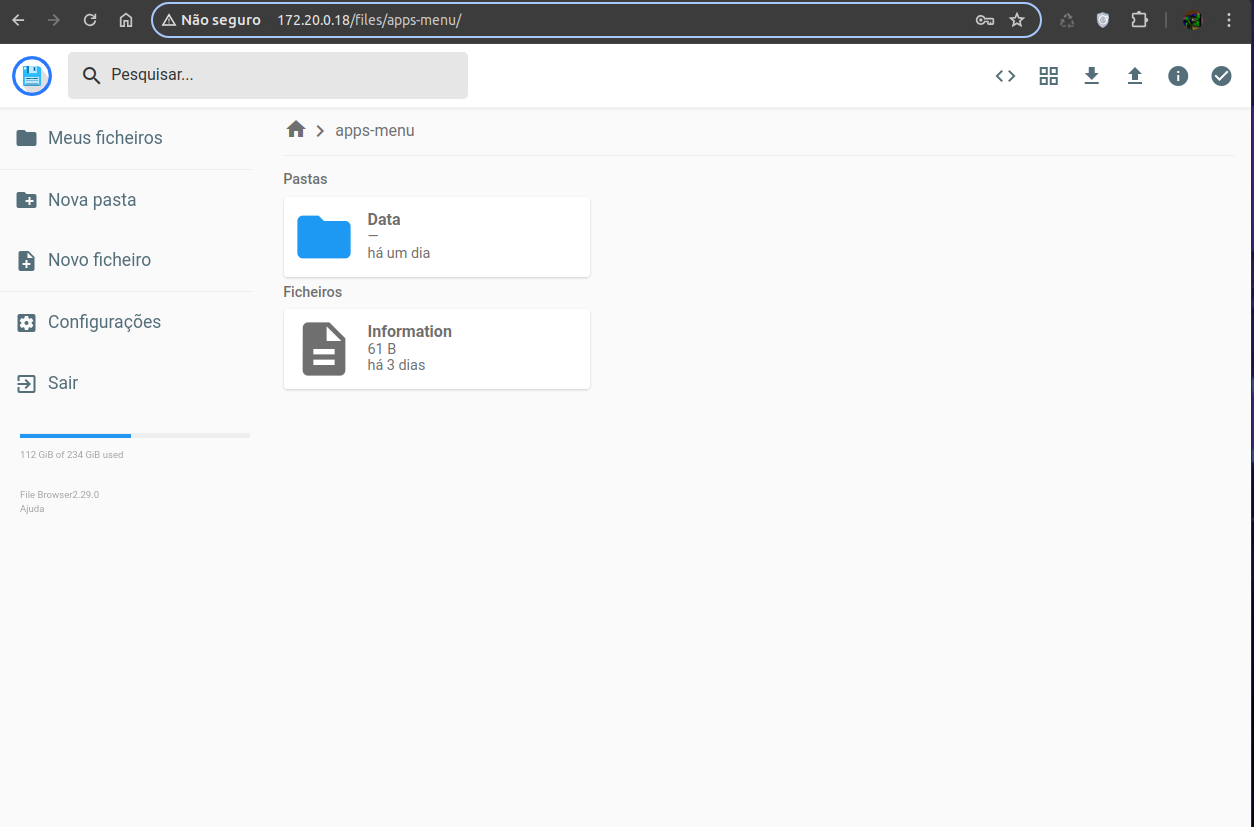 Não seguro 172.20.0.18/files/apps-menu/
Pesquisar...
Meus ficheiros
Nova pasta
Novo ficheiro
Configurações
Sair
112 GiB of 234 GiB used
File Browser2.29.0
Ajuda
apps-menu
Pastas
Data
—
há um dia
Ficheiros
Information
61 B
há 3 dias